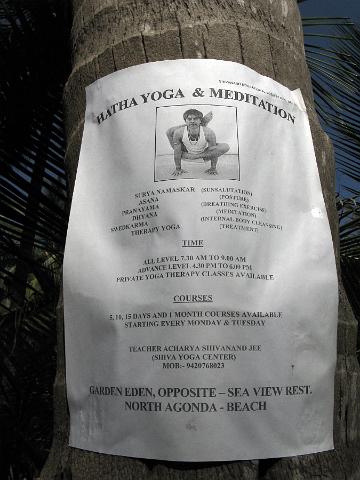 HATHA YOGA & MEDITATION
SURYA NAMASKAR (SUNSALUTATION)
ASANA (POSTURE)
PRANAYAMA (BREATHING EXERCISE)
DHYANA (MEDITATION)
(INTERNAL BODY CLEANSING)
THERAPY YOGA (TREATMENT)
TIME
ALL LEVEL 7.30 AM TO 9.00 AM
ADVANCE LEVEL 4.30 PM TO 6.00 PM
PRIVATE YOGA THERAPY CLASSES AVAILABLE
COURSES
5, 10, 15 DAYS AND 1 MONTH COURSES AVAILABLE
STARTING EVERY MONDAY & TUESDAY
TEACHER ACHARYA SHIVANAND JEE
(SHIVA YOGA CENTER)
MOB:- 9420768023
GARDEN EDEN, OPPOSITE – SEA VIEW REST.
NORTH AGONDA - BEACH